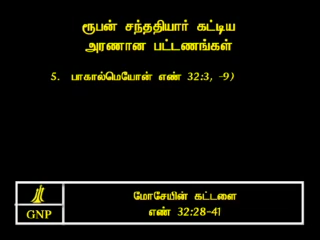 ரூபன் சந்ததியார் கட்டிய
அரணான பட்டணங்கள்
5. பாகால்மெயோன் எண் 32:3, -9)
மோசேயின் கட்டளை
எண் 32:28-41
GNP